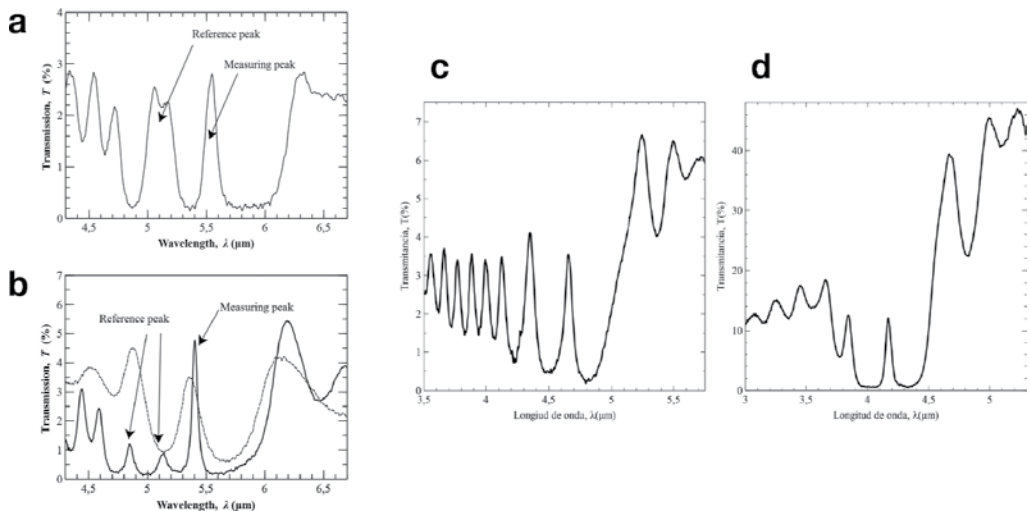 a
Reference peak
Measuring peak
Transmission, T (%)
4
3
2
1
0
4,5 5 5,5 6 6,5
Wavelength, λ (µm)
b
Reference peak
Measuring peak
Transmission, T (%)
7
6
5
4
3
2
1
0
4,5 5 5,5 6 6,5
Wavelength, λ (µm)
c
Transmitancia, T(%)
7
6
5
4
3
2
1
0
3,5 4 4,5 5 5,5
Longiud de onda, λ(µm)
d
Transmitancia, T(%)
40
30
20
10
0
3 3,5 4 4,5 5
Longitud de onda, λ(µm)